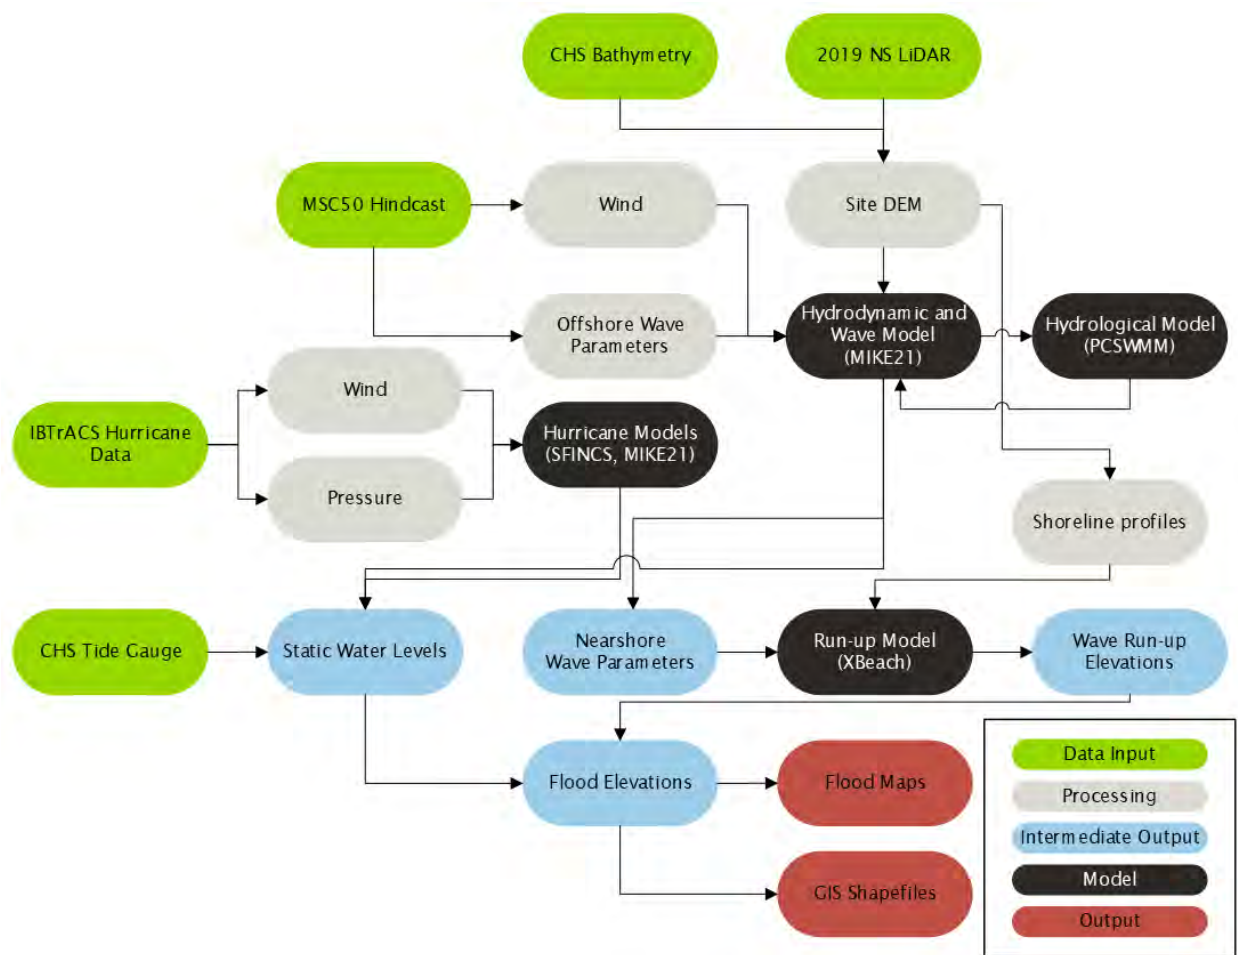 CHS Bathymetry
2019 NS LiDAR
MSC50 Hindcast
Wind
Site DEM
Offshore Wave
Parameters
Hydrodynamic and
Wave Model
(MIKE21)
Hydrological Model
(PCSWMM)
Wind
IBTrACS Hurricane
Data
Hurricane Models
(SFINCS, MIKE21)
Pressure
Shoreline profiles
CHS Tide Gauge
Static Water Levels
Nearshore
Wave Parameters
Run-up Model
(XBeach)
Wave Run-up
Elevations
Flood Elevations
Flood Maps
GIS Shapefiles
Data Input
Processing
Intermediate Output
Model
Output